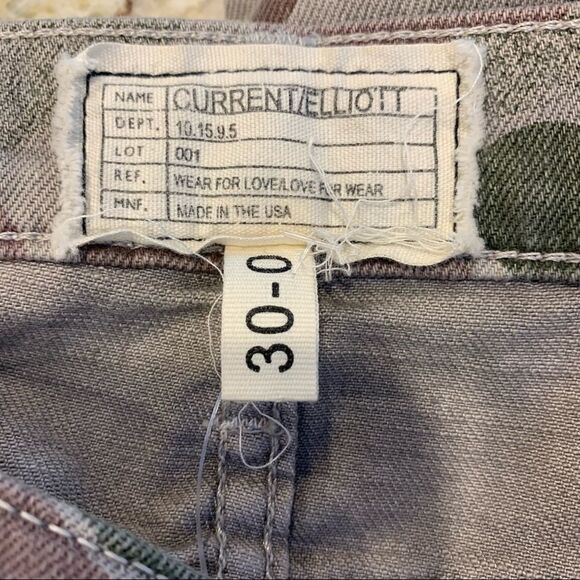 NAME CURRENT/ELLIOTT
DEPT. 10.15.9.5
LOT 001
REF. WEAR FOR LOVE/LOVE FOR WEAR
MNF. MADE IN THE USA
30-0